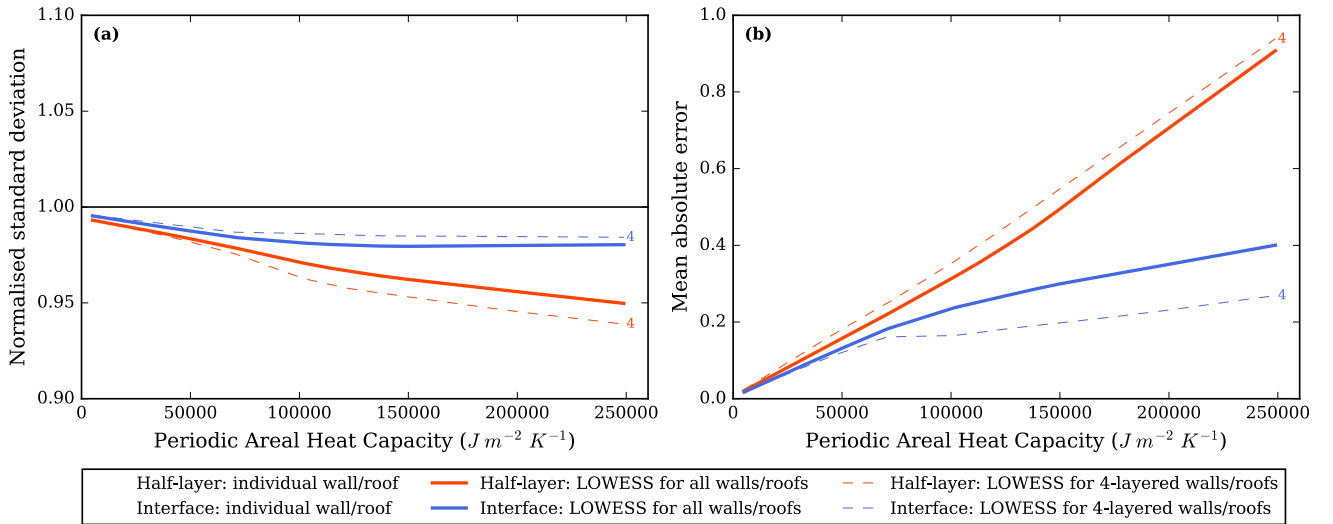 (a)
1.10
1.05
1.00
0.95
0.90
Normalised standard deviation
4
4
0 50000 100000 150000 200000 250000
Periodic Areal Heat Capacity (J m⁻² K⁻¹)
(b)
1.0
0.8
0.6
0.4
0.2
0.0
Mean absolute error
4
4
0 50000 100000 150000 200000 250000
Periodic Areal Heat Capacity (J m⁻² K⁻¹)
Half-layer: individual wall/roof Half-layer: LOWESS for all walls/roofs Half-layer: LOWESS for 4-layered walls/roofs
Interface: individual wall/roof Interface: LOWESS for all walls/roofs Interface: LOWESS for 4-layered walls/roofs